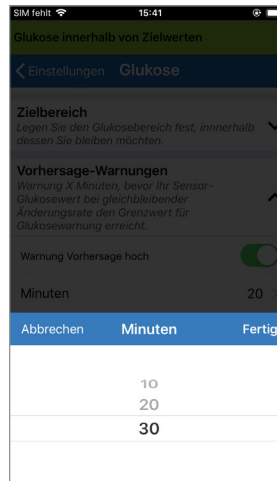 SIM fehlt 15:41
Glukose innerhalb von Zielwerten
Einstellungen Glukose
Zielbereich
Legen Sie den Glukosebereich fest, innnerhalb
dessen Sie bleiben möchten.
Vorhersage-
Warnungen
Warnung X Minuten, bevor Ihr Sensor-
Glukosewert bei gleichbleibender
Änderungsrate den Grenzwert für
Glukosewarnung erreicht.
Warnung Vorhersage hoch
Minuten 20
Abbrechen Minuten Fertig
10
20
30